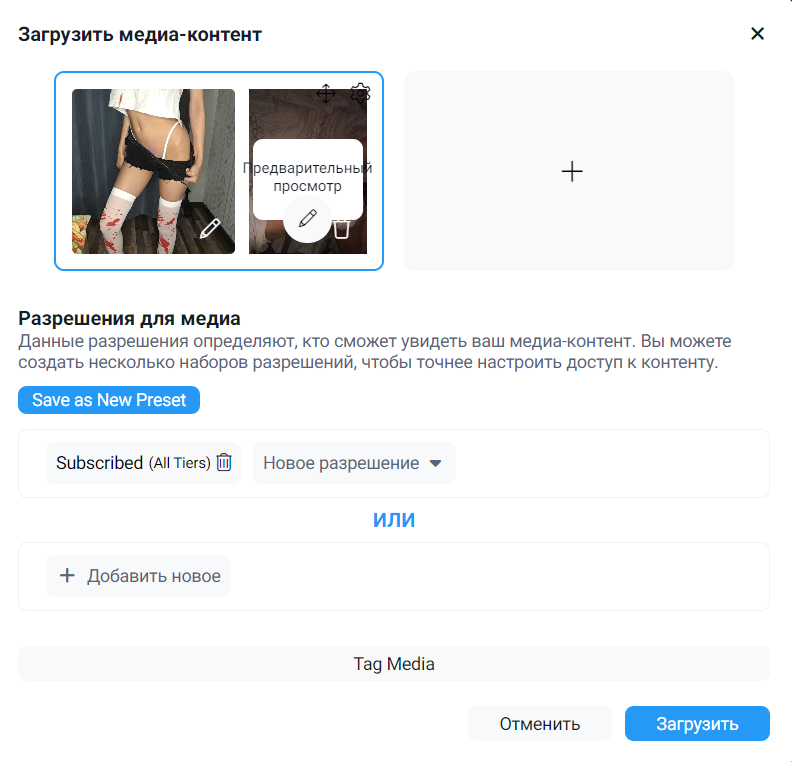 Загрузить медиа-контент
Предварительный
просмотр
Разрешения для медиа
Данные разрешения определяют, кто сможет увидеть ваш медиа-контент. Вы можете
создать несколько наборов разрешений, чтобы точнее настроить доступ к контенту.
Save as New Preset
Subscribed (All Tiers) Новое разрешение
ИЛИ
+ Добавить новое
Tag Media
Отменить Загрузить